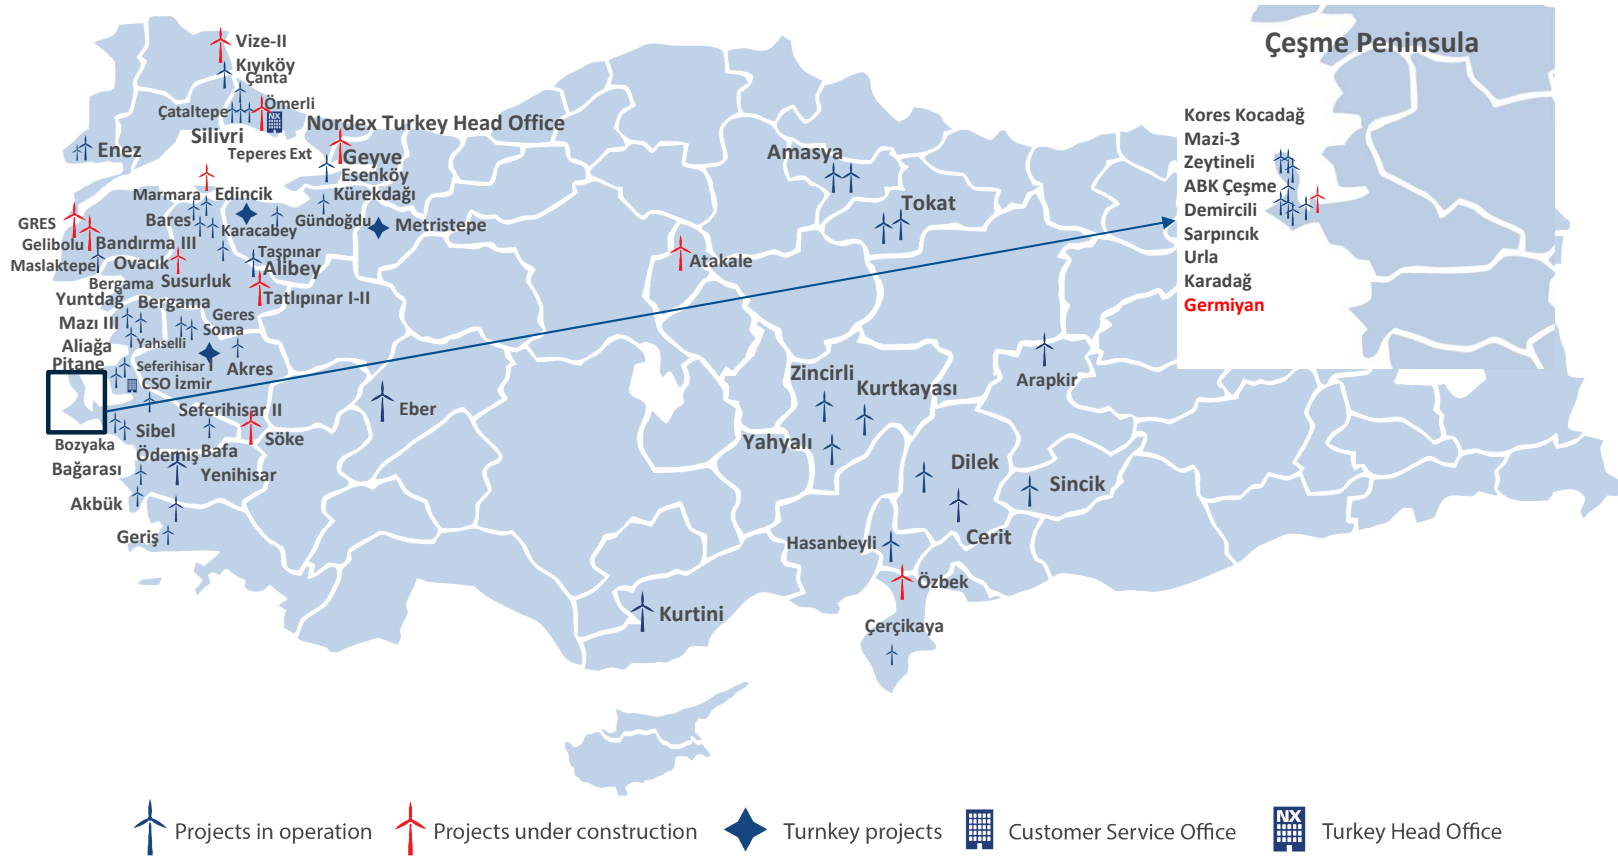 Çeşme Peninsula
Vize-II
Kıyıköy
Çanta
Çataltepe
Ömerli
NX
Silivri
Nordex Turkey Head Office
Enez
Teperes Ext
Geyve
Esenköy
Marmara
Edincik
Kürekdağı
GRES
Bares
Karacabey
Gündoğdu
Metristepe
Gelibolu
Bandırma III
Taşpınar
Maslaktepe
Ovacık
Alibey
Bergama
Susurluk
Tatlıpınar I-II
Yuntdağ
Bergama
Geres
Mazı III
Soma
Aliağa
Yahselli
Pitane
Seferihisar
Akres
CSO İzmir
Seferihisar II
Eber
Bozyaka
Sibel
Söke
Ödemiş
Bafa
Bağarası
Yenihisar
Akbük
Geriş
Amasya
Tokat
Atakale
Arapkir
Zincirli
Kurtkayası
Yahyalı
Dilek
Sincik
Cerit
Hasanbeyli
Özbek
Kurtini
Çerçikaya
Kores Kocadağ
Mazi-3
Zeytineli
ABK Çeşme
Demircili
Sarpıncık
Urla
Karadağ
Germiyan
Projects in operation
Projects under construction
Turnkey projects
Customer Service Office
NX
Turkey Head Office